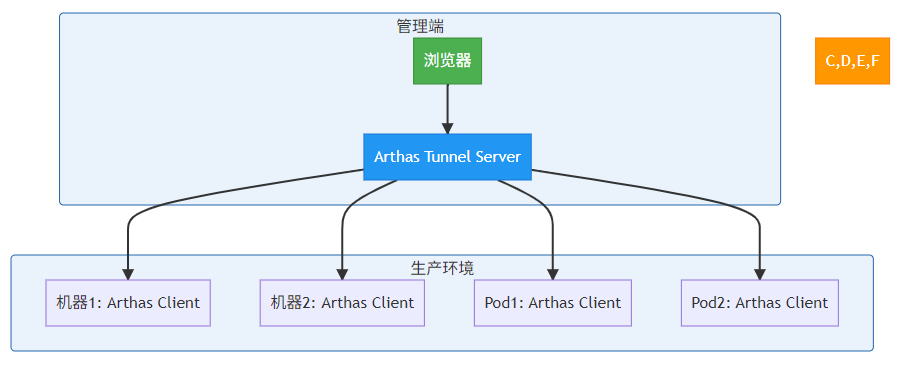 管理端
浏览器
C,D,E,F
Arthas Tunnel Server
生产环境
机器1: Arthas Client
机器2: Arthas Client
Pod1: Arthas Client
Pod2: Arthas Client